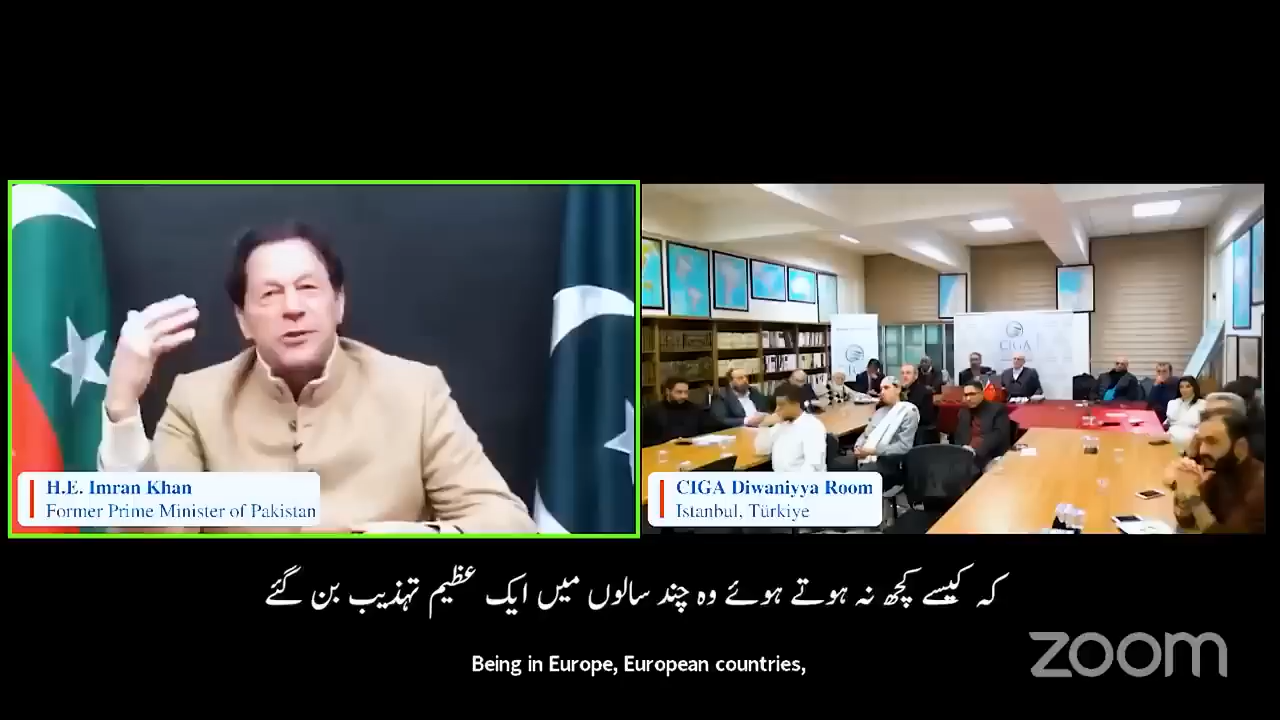 CIGA
H.E. Imran Khan
Former Prime Minister of Pakistan
CIGA Diwaniyya Room
Istanbul, Türkiye
کہ کیسے کچھ نہ ہوتے ہوئے وہ چند سالوں میں ایک عظیم تہذیب بن گئے
Being in Europe, European countries,
zoom